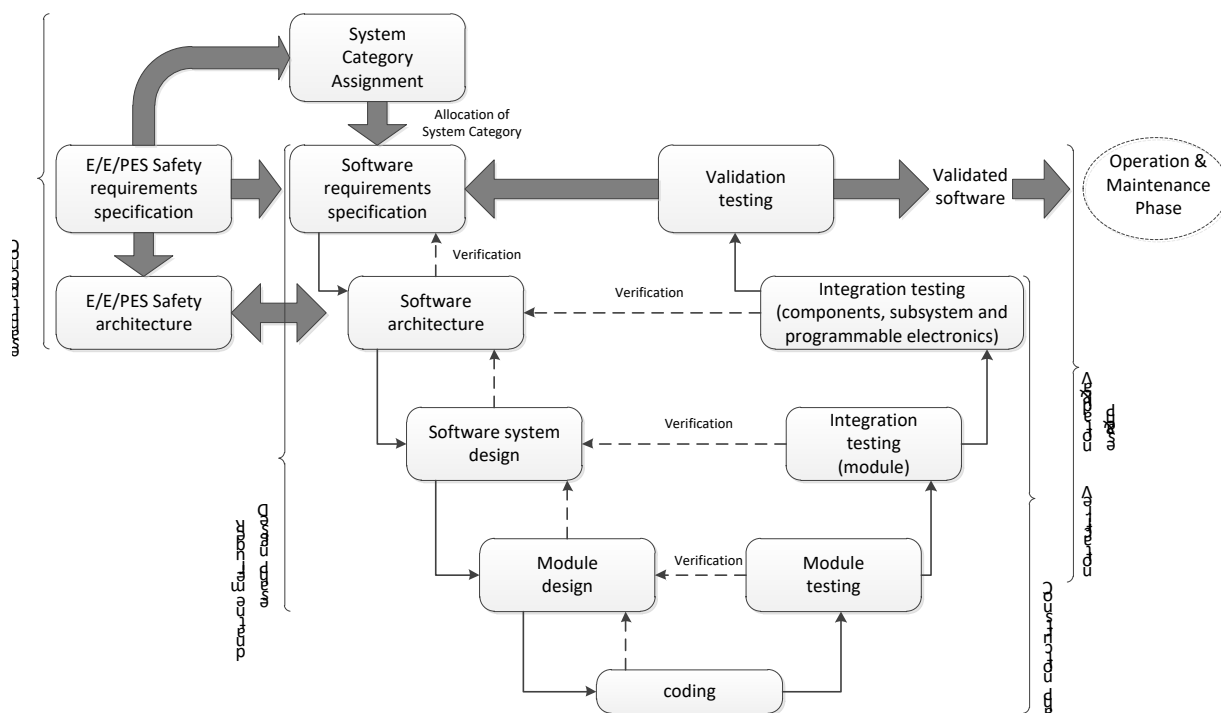 System
Category
Assignment
Allocation of
System Category
E/E/PES Safety
requirements
specification
Software
requirements
specification
Validation
testing
Validated
software
Operation &
Maintenance
Phase
Verification
E/E/PES Safety
architecture
Software
architecture
Verification
Integration testing
(components, subsystem and
programmable electronics)
Software system
design
Verification
Integration
testing
(module)
Module
design
Verification
Module
testing
coding